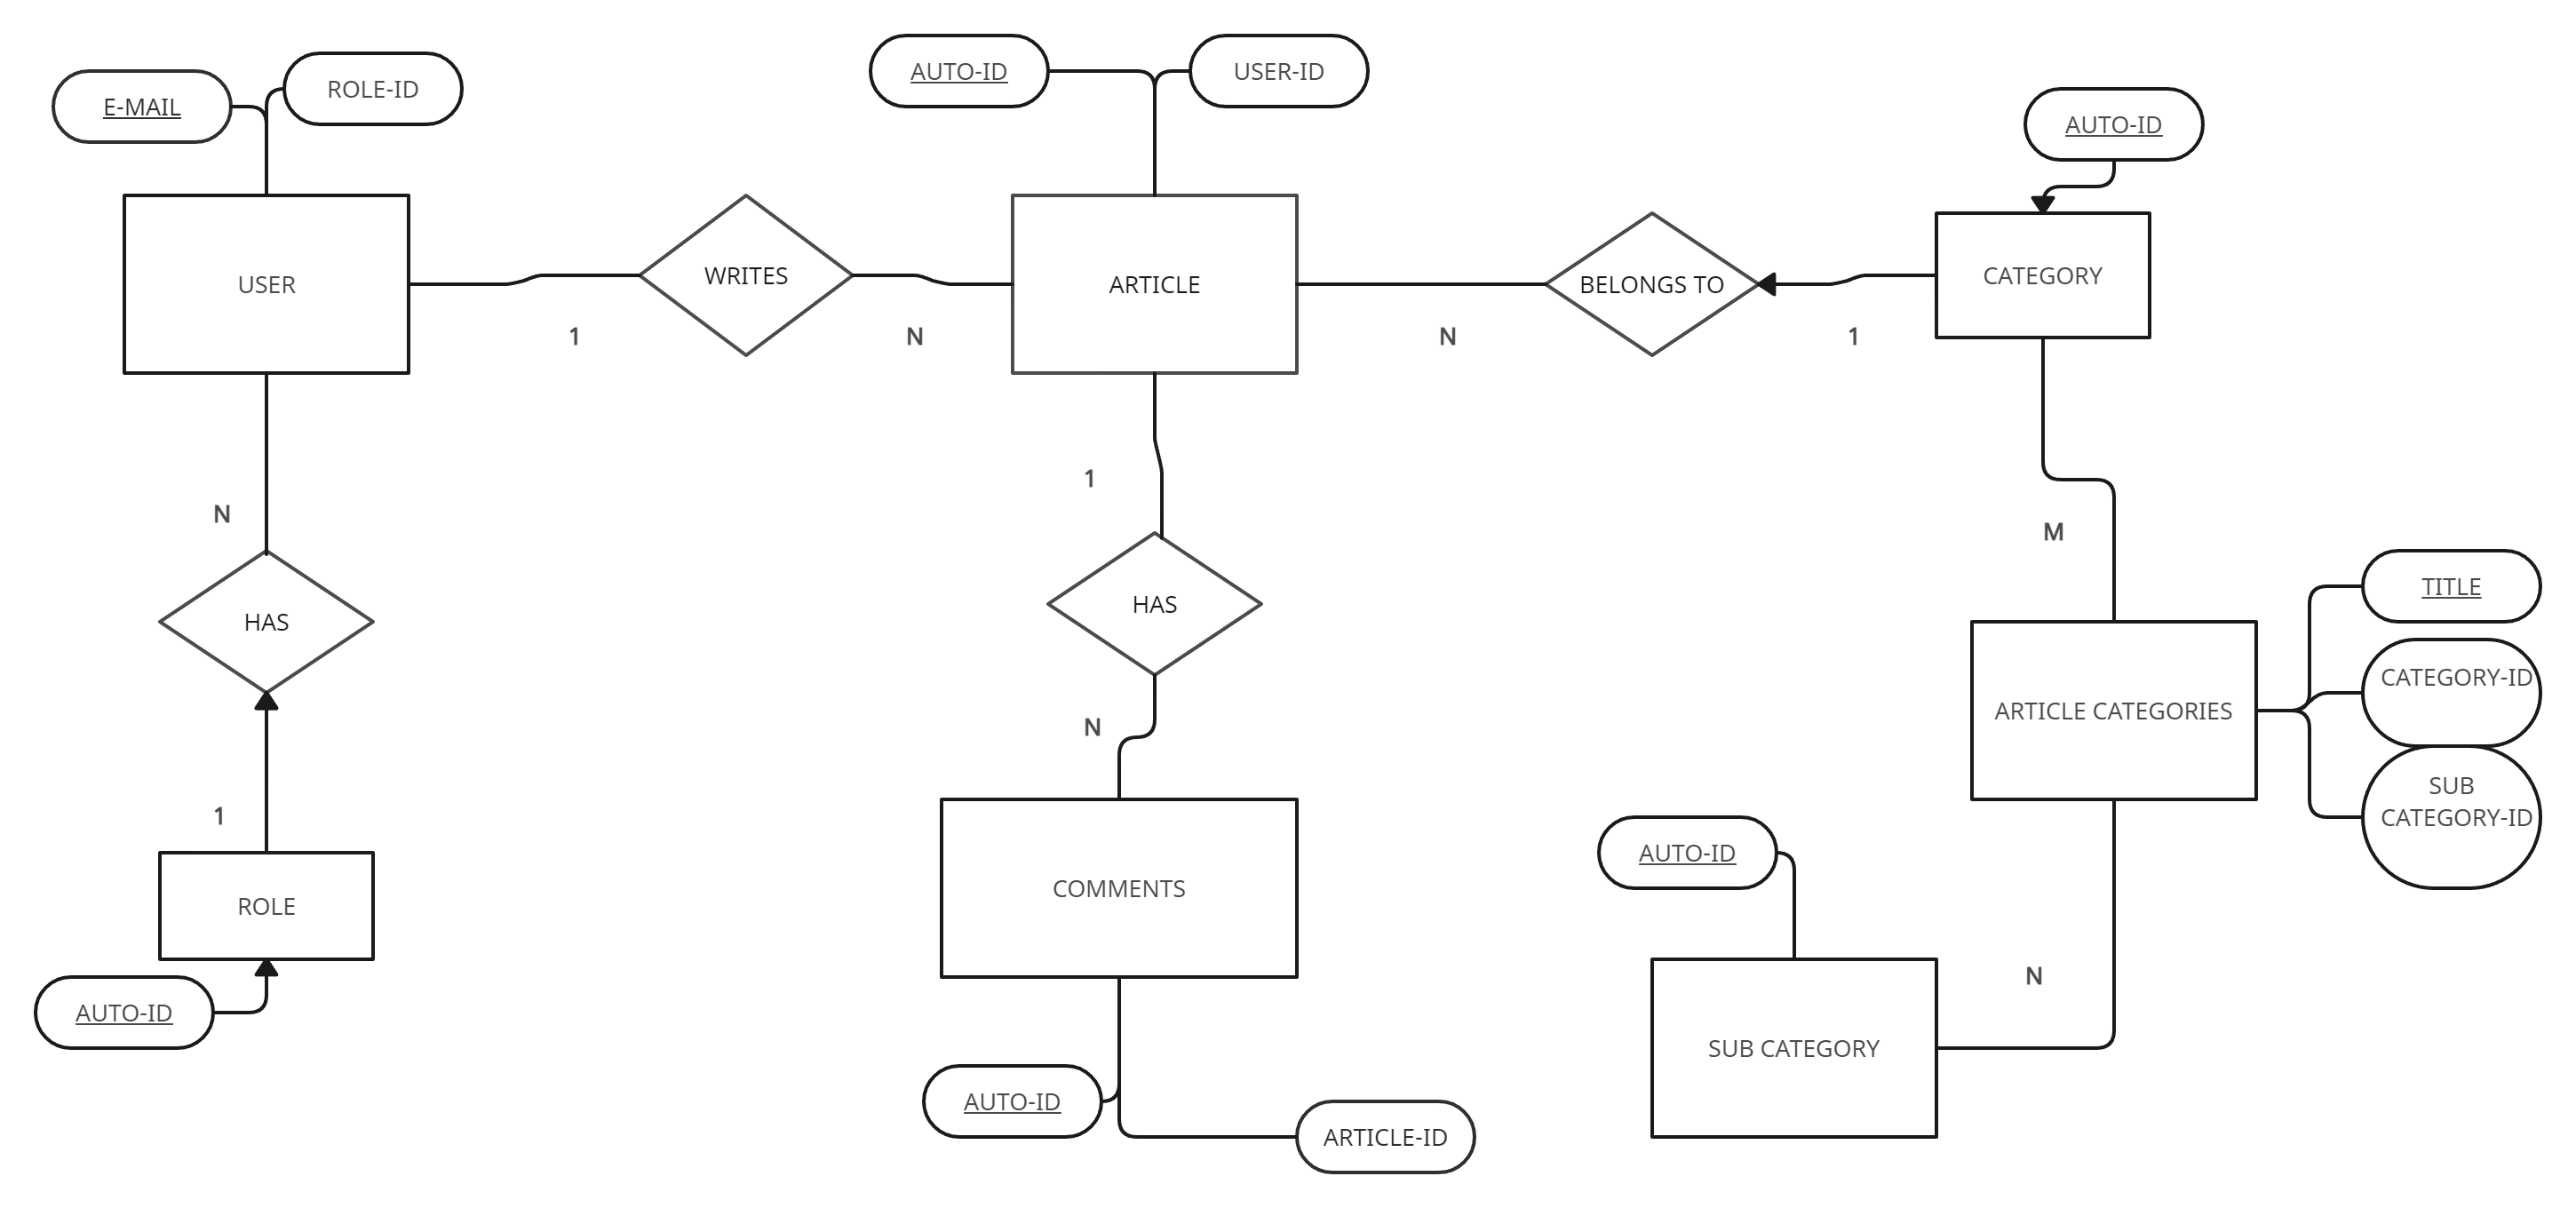 AUTO-ID
USER-ID
ROLE-ID
E-MAIL
AUTO-ID
USER
WRITES
ARTICLE
BELONGS TO
CATEGORY
1
N
N
1
1
N
M
HAS
HAS
TITLE
CATEGORY-ID
ARTICLE CATEGORIES
N
SUB
CATEGORY-ID
1
AUTO-ID
COMMENTS
ROLE
N
AUTO-ID
SUB CATEGORY
AUTO-ID
ARTICLE-ID